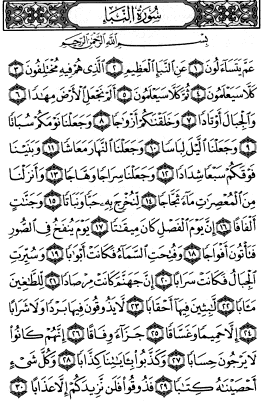 سُورَةُ النَّبَإِ
بِسْمِ اللَّهِ الرَّحْمَٰنِ الرَّحِيمِ
عَمَّ يَتَسَاءَلُونَ ١ عَنِ النَّبَإِ الْعَظِيمِ ٢ الَّذِي هُمْ فِيهِ مُخْتَلِفُونَ ٣
كَلَّا سَيَعْلَمُونَ ٤ ثُمَّ كَلَّا سَيَعْلَمُونَ ٥ أَلَمْ نَجْعَلِ الْأَرْضَ مِهَادًا ٦
وَالْجِبَالَ أَوْتَادًا ٧ وَخَلَقْنَاكُمْ أَزْوَاجًا ٨ وَجَعَلْنَا نَوْمَكُمْ سُبَاتًا
٩ وَجَعَلْنَا اللَّيْلَ لِبَاسًا ١٠ وَجَعَلْنَا النَّهَارَ مَعَاشًا ١١ وَبَنَيْنَا
فَوْقَكُمْ سَبْعًا شِدَادًا ١٢ وَجَعَلْنَا سِرَاجًا وَهَّاجًا ١٣ وَأَنزَلْنَا
مِنَ الْمُعْصِرَاتِ مَاءً ثَجَّاجًا ١٤ لِّنُخْرِجَ بِهِ حَبًّا وَنَبَاتًا ١٥ وَجَنَّاتٍ
أَلْفَافًا ١٦ إِنَّ يَوْمَ الْفَصْلِ كَانَ مِيقَاتًا ١٧ يَوْمَ يُنفَخُ فِي الصُّورِ
فَتَأْتُونَ أَفْوَاجًا ١٨ وَفُتِحَتِ السَّمَاءُ فَكَانَتْ أَبْوَابًا ١٩ وَسُيِّرَتِ
الْجِبَالُ فَكَانَتْ سَرَابًا ٢٠ إِنَّ جَهَنَّمَ كَانَتْ مِرْصَادًا ٢١ لِّلطَّاغِينَ
مَآبًا ٢٢ لَّابِثِينَ فِيهَا أَحْقَابًا ٢٣ لَّا يَذُوقُونَ فِيهَا بَرْدًا وَلَا شَرَابًا
٢٤ إِلَّا حَمِيمًا وَغَسَّاقًا ٢٥ جَزَاءً وِفَاقًا ٢٦ إِنَّهُمْ كَانُوا
لَا يَرْجُونَ حِسَابًا ٢٧ وَكَذَّبُوا بِآيَاتِنَا كِذَّابًا ٢٨ وَكُلَّ شَيْءٍ
أَحْصَيْنَاهُ كِتَابًا ٢٩ فَذُوقُوا فَلَن نَّزِيدَكُمْ إِلَّا عَذَابًا ٣٠